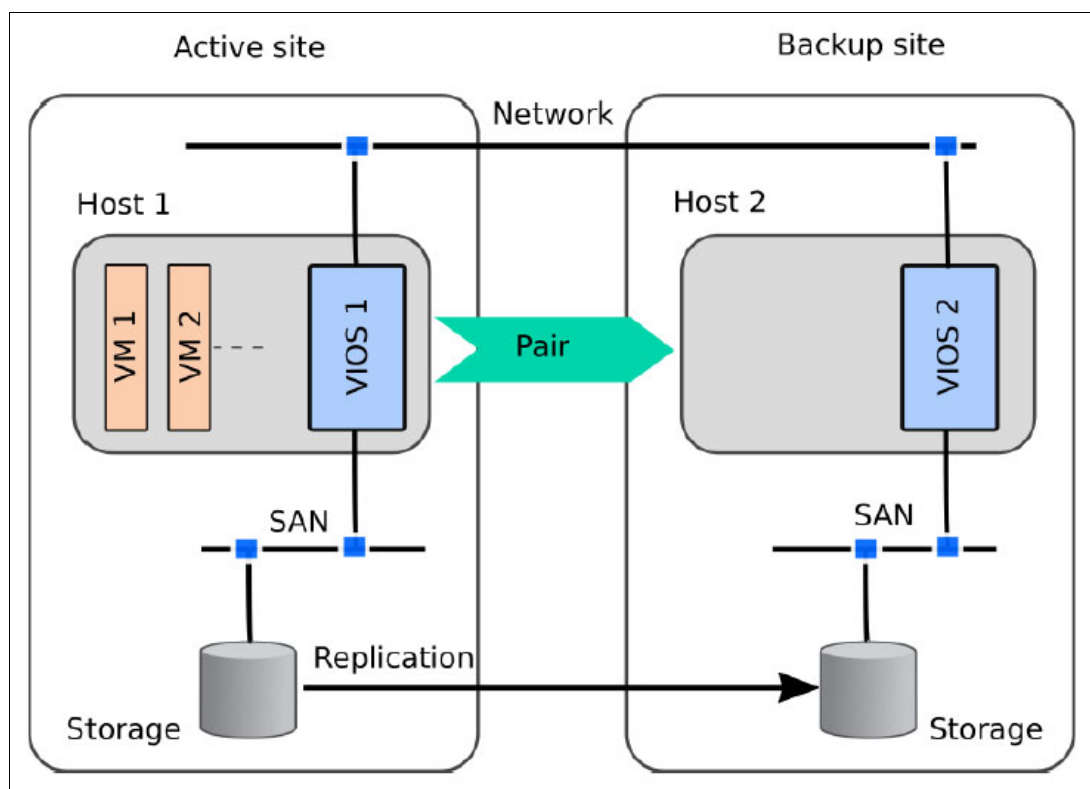 Active site
Backup site
Network
Host 1
Host 2
VM 1
VM 2
VIOS 1
Pair
VIOS 2
SAN
SAN
Replication
Storage
Storage